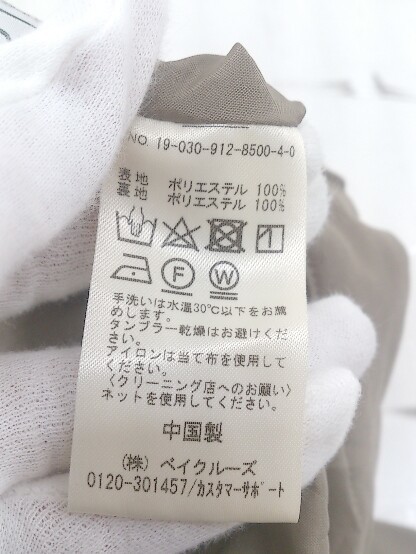 NO. 19-030-912-8500-4-0
表地 ポリエステル 100%
裏地 ポリエステル 100%
F W
手洗いは水温30℃以下をお薦
めします。
タンブラー乾燥はお避けくだ
さい。
アイロンは当て布を使用して
ください。
〈クリーニング店へのお願い〉
ネットを使用してください。
中国製
(株) ベイクルーズ
0120-301457/カスタマーサポート